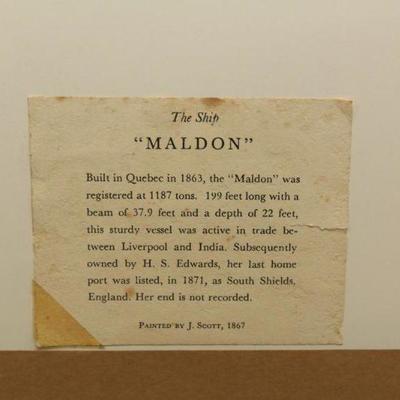 The Ship
“MALDON”
Built in Quebec in 1863, the “Maldon” was
registered at 1187 tons. 199 feet long with a
beam of 37.9 feet and a depth of 22 feet,
this sturdy vessel was active in trade be-
tween Liverpool and India. Subsequently
owned by H. S. Edwards, her last home
port was listed, in 1871, as South Shields,
England. Her end is not recorded.
Painted by J. Scott, 1867